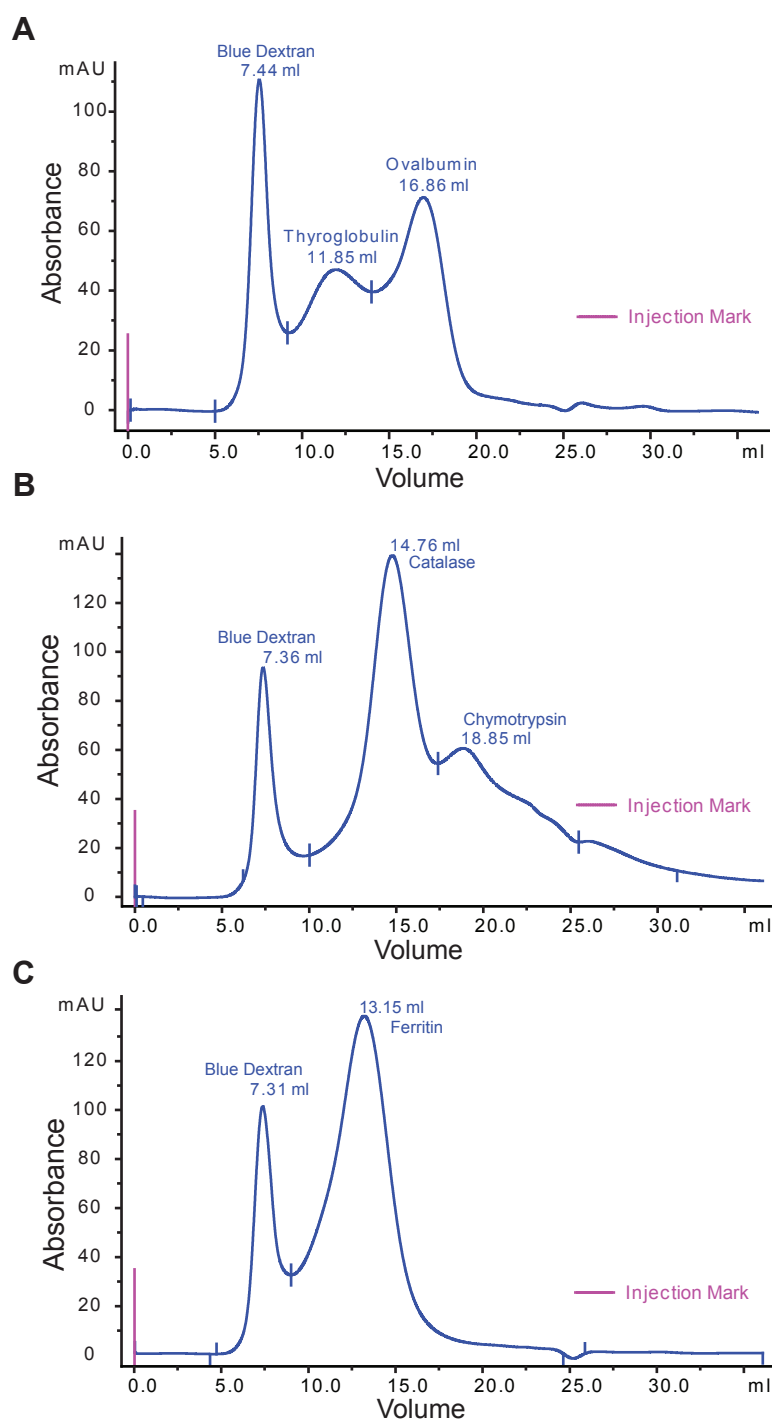 A
mAU
Blue Dextran
7.44 ml
Ovalbumin
16.86 ml
Thyroglobulin
11.85 ml
100
80
60
40
20
0
Absorbance
Injection Mark
0.0 5.0 10.0 15.0 20.0 25.0 30.0 ml
Volume
B
mAU
14.76 ml
Catalase
Blue Dextran
7.36 ml
Chymotrypsin
18.85 ml
120
100
80
60
40
20
0
Absorbance
Injection Mark
0.0 5.0 10.0 15.0 20.0 25.0 30.0 ml
Volume
C
mAU
13.15 ml
Ferritin
Blue Dextran
7.31 ml
120
100
80
60
40
20
0
Absorbance
Injection Mark
0.0 5.0 10.0 15.0 20.0 25.0 30.0 ml
Volume